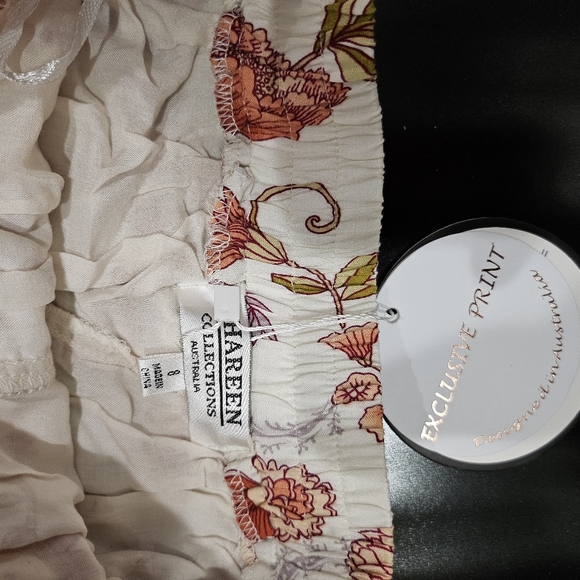 HAREEN
COLLECTIONS
AUSTRALIA
8
MADE IN
CHINA
EXCLUSIVE PRINT
Designed in Australia